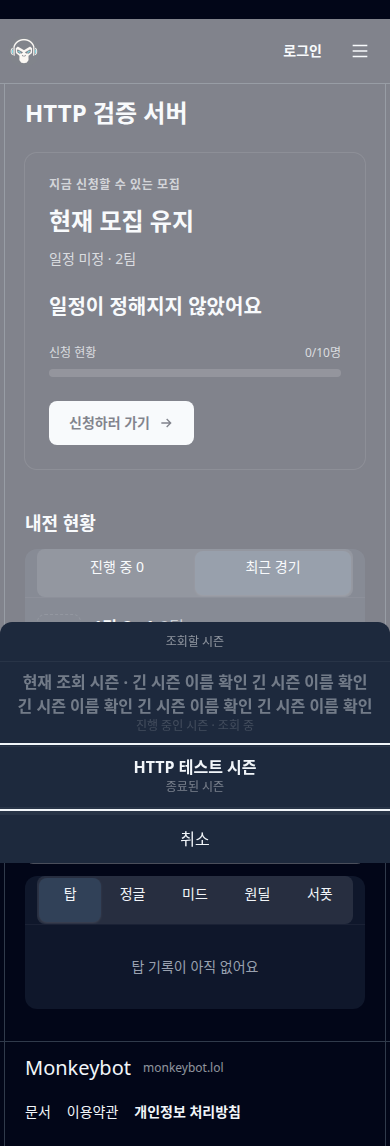 로그인
HTTP 검증 서버
지금 신청할 수 있는 모집
현재 모집 유지
일정 미정 · 2팀
일정이 정해지지 않았어요
신청 현황 0/10명
신청하러 가기 →
내전 현황
진행 중 0 최근 경기
조회할 시즌
현재 조회 시즌 · 긴 시즌 이름 확인 긴 시즌 이름 확인
긴 시즌 이름 확인 긴 시즌 이름 확인 긴 시즌 이름 확인
진행 중인 시즌 · 조회 중
HTTP 테스트 시즌
종료된 시즌
취소
탑 정글 미드 원딜 서폿
탑 기록이 아직 없어요
Monkeybot monkeybot.lol
문서 이용약관 개인정보 처리방침